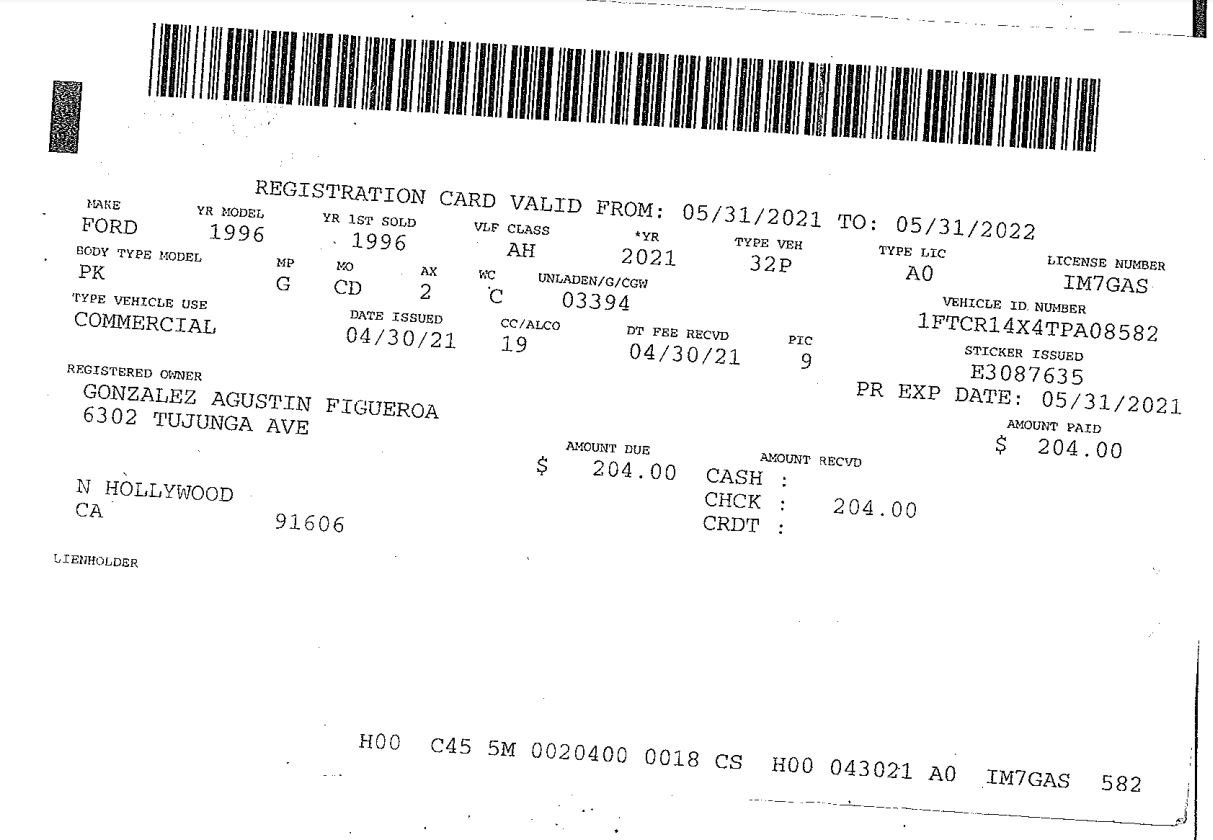 REGISTRATION CARD VALID FROM: 05/31/2021 TO: 05/31/2022
MAKE YR MODEL YR 1ST SOLD VLF CLASS *YR TYPE VEH TYPE LIC LICENSE NUMBER
FORD 1996 1996 AH 2021 32P A0 IM7GAS
BODY TYPE MODEL MP MO AX WC UNLADEN/G/CGW VEHICLE ID NUMBER
PK G CD 2 C 03394 1FTCR14X4TPA08582
TYPE VEHICLE USE DATE ISSUED CC/ALCO DT FEE RECVD PIC STICKER ISSUED
COMMERCIAL 04/30/21 19 04/30/21 9 E3087635
PR EXP DATE: 05/31/2021
REGISTERED OWNER
GONZALEZ AGUSTIN FIGUEROA
6302 TUJUNGA AVE
AMOUNT PAID
$ 204.00
AMOUNT DUE AMOUNT RECVD
$ 204.00 CASH :
CHCK : 204.00
CRDT :
N HOLLYWOOD
CA 91606
LIENHOLDER
H00 C45 5M 0020400 0018 CS H00 043021 A0 IM7GAS 582